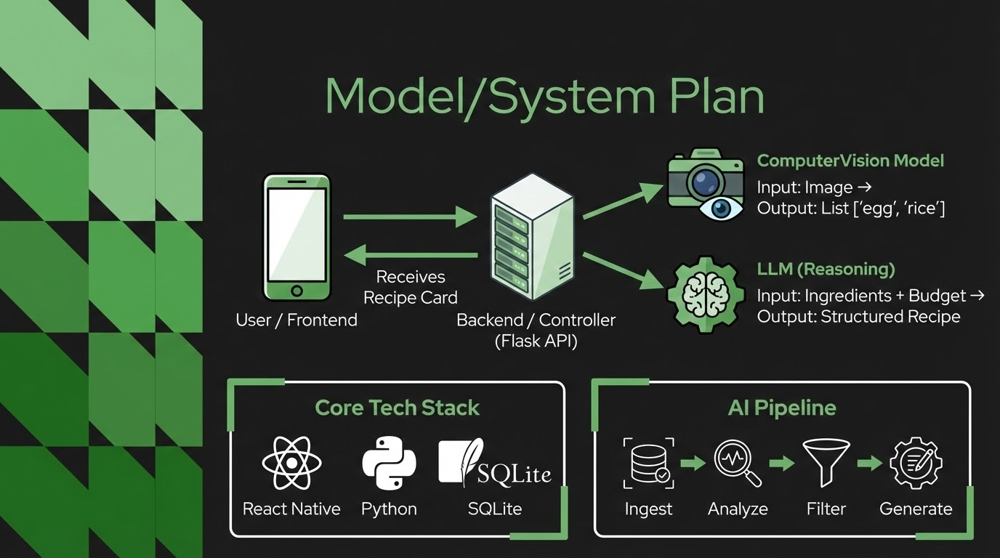 Model/System Plan
ComputerVision Model
Input: Image →
Output: List ['egg', 'rice']
Receives
Recipe Card
User / Frontend
Backend / Controller
(Flask API)
LLM (Reasoning)
Input: Ingredients + Budget →
Output: Structured Recipe
Core Tech Stack
SQLite
React Native
Python
SQLite
AI Pipeline
Ingest
Analyze
Filter
Generate